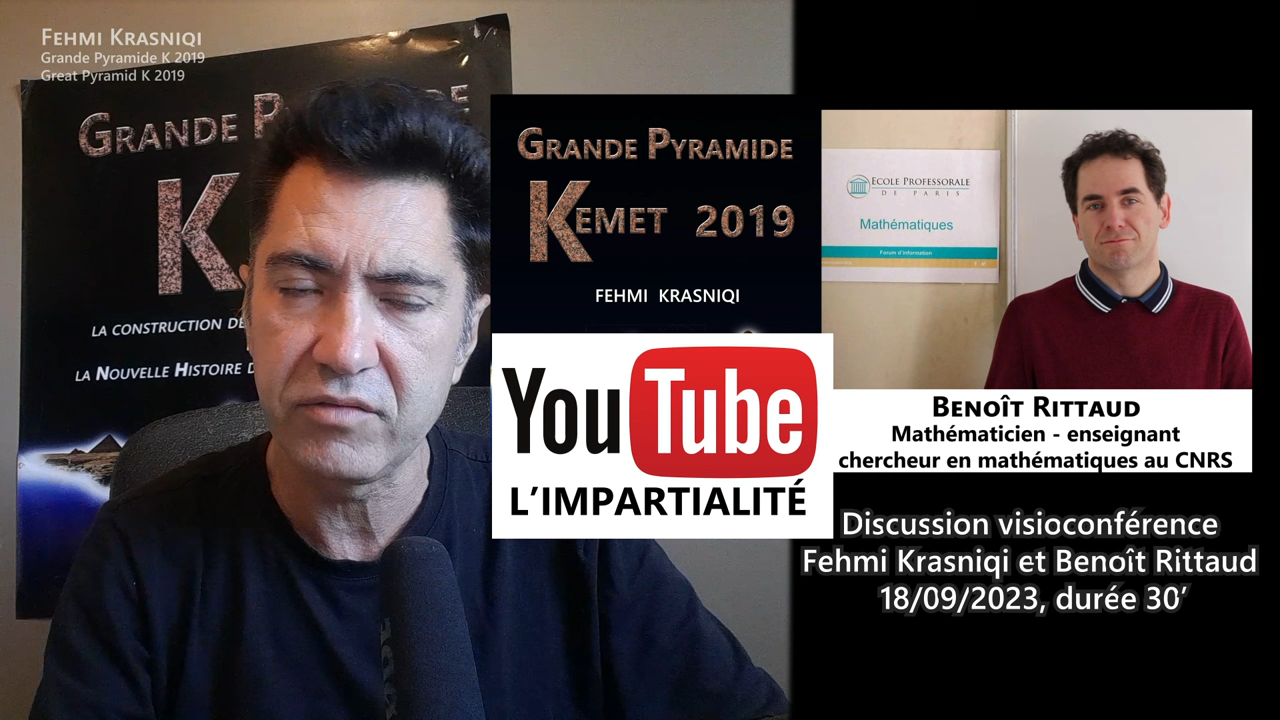 Fehmi Krasniqi
Grande Pyramide K 2019
Great Pyramid K 2019
Grande P
K
La construction de
La Nouvelle Histoire d
Grande Pyramide
Kemet 2019
FEHMI KRASNIQI
YouTube
L’IMPARTIALITÉ
Ecole Professorale
de Paris
Mathématiques
Forum d'information
Benoît Rittaud
Mathématicien - enseignant
chercheur en mathématiques au CNRS
Discussion visioconférence
Fehmi Krasniqi et Benoît Rittaud
18/09/2023, durée 30’